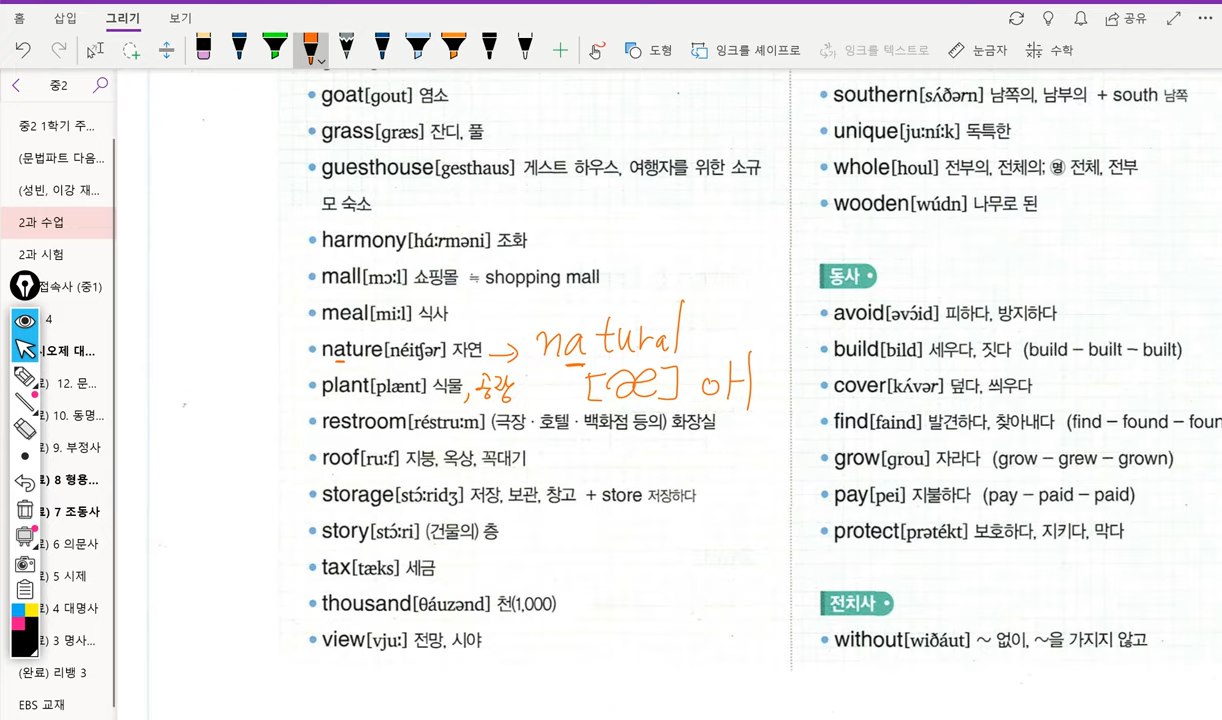 홈 삽입 그리기 보기
공유
도형 잉크를 셰이프로 잉크를 텍스트로 눈금자 수학
중2
중2 1학기 주...
(문법파트 다음...
(성빈, 이강 재...
2과 수업
2과 시험
접속사 (중1)
4
오제 대...
12. 문...
10. 동명...
9. 부정사
8 형용...
7 조동사
6 의문사
5 시제
4 대명사
3 명사...
(완료) 리뱅 3
EBS 교재
goat[gout] 염소
grass[græs] 잔디, 풀
guesthouse[gesthaus] 게스트 하우스, 여행자를 위한 소규
모 숙소
harmony[háːrməni] 조화
mall[mɔːl] 쇼핑몰 ≒ shopping mall
meal[miːl] 식사
nature[néitʃər] 자연 → natural
plant[plænt] 식물, 공장 [æ] 애
restroom[réstruːm] (극장 · 호텔 · 백화점 등의) 화장실
roof[ruːf] 지붕, 옥상, 꼭대기
storage[stɔ́ːridʒ] 저장, 보관, 창고 + store 저장하다
story[stɔ́ːri] (건물의) 층
tax[tæks] 세금
thousand[θáuzənd] 천(1,000)
view[vjuː] 전망, 시야
southern[sʌ́ðərn] 남쪽의, 남부의 + south 남쪽
unique[juːníːk] 독특한
whole[houl] 전부의, 전체의; 명 전체, 전부
wooden[wúdn] 나무로 된
동사
avoid[əvɔ́id] 피하다, 방지하다
build[bild] 세우다, 짓다 (build – built – built)
cover[kʌ́vər] 덮다, 씌우다
find[faind] 발견하다, 찾아내다 (find – found – foun
grow[grou] 자라다 (grow – grew – grown)
pay[pei] 지불하다 (pay – paid – paid)
protect[prətékt] 보호하다, 지키다, 막다
전치사
without[wiðáut] ~ 없이, ~을 가지지 않고